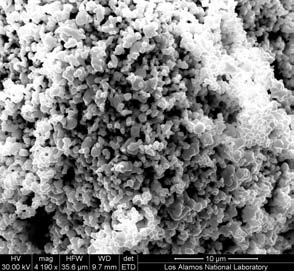 HV mag HFW WD det 10 µm
30.00 kV 4 190 x 35.6 µm 9.7 mm ETD Los Alamos National Laboratory